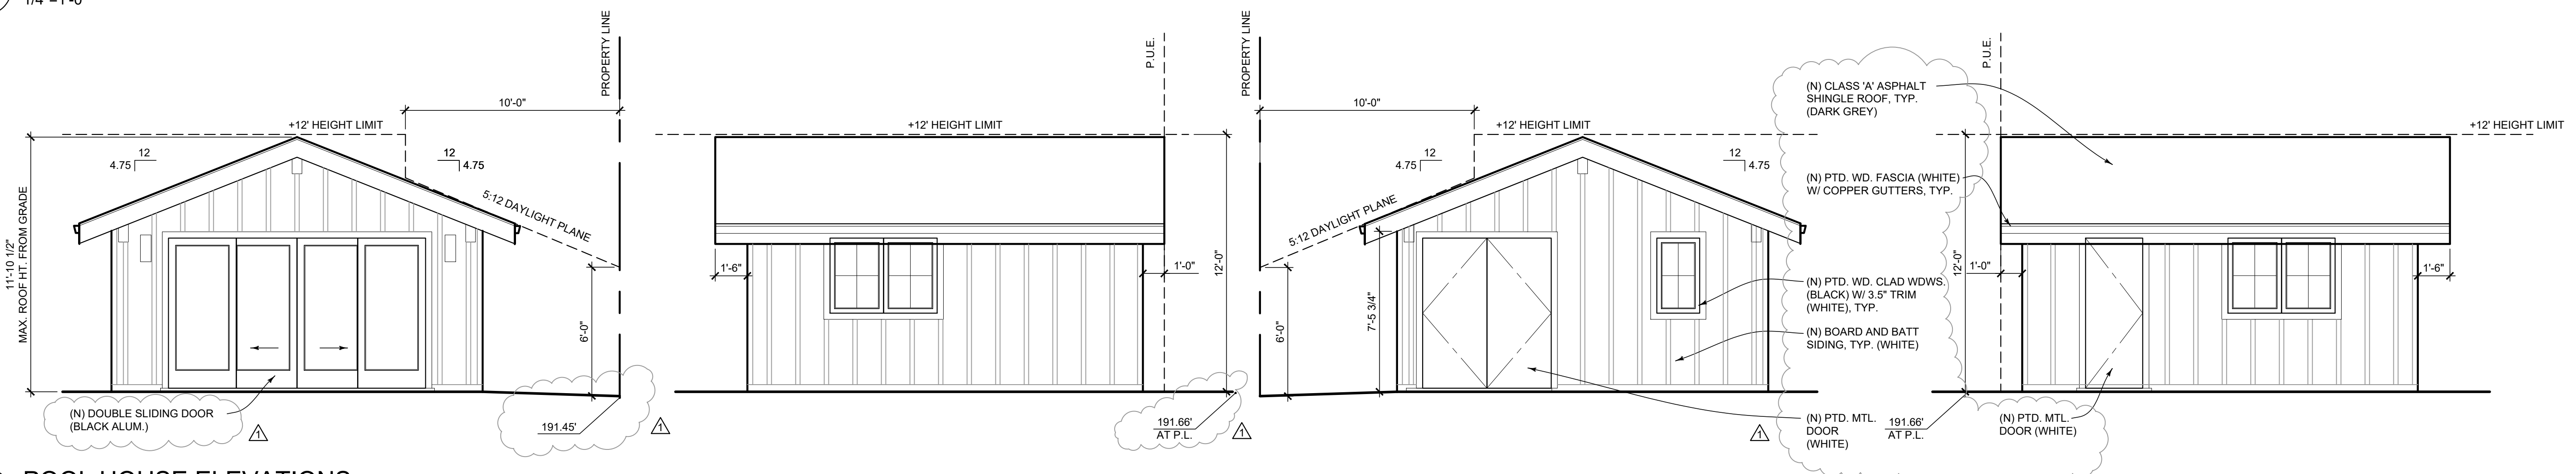 1/4"=1'-0"
PROPERTY LINE
10'-0"
+12' HEIGHT LIMIT
12
4.75
12
4.75
5:12 DAYLIGHT PLANE
11'-10 1/2"
MAX. ROOF HT. FROM GRADE
6'-0"
(N) DOUBLE SLIDING DOOR
(BLACK ALUM.)
1
191.45'
1
P.U.E.
+12' HEIGHT LIMIT
1'-6"
1'-0"
12'-0"
191.66'
AT P.L.
1
PROPERTY LINE
10'-0"
+12' HEIGHT LIMIT
12
4.75
12
4.75
5:12 DAYLIGHT PLANE
6'-0"
7'-5 3/4"
(N) CLASS 'A' ASPHALT
SHINGLE ROOF, TYP.
(DARK GREY)
(N) PTD. WD. FASCIA (WHITE)
W/ COPPER GUTTERS, TYP.
(N) PTD. WD. CLAD WDWS.
(BLACK) W/ 3.5" TRIM
(WHITE), TYP.
(N) BOARD AND BATT
SIDING, TYP. (WHITE)
(N) PTD. MTL.
DOOR
(WHITE)
1
P.U.E.
+12' HEIGHT LIMIT
12'-0"
1'-0"
1'-6"
191.66'
AT P.L.
(N) PTD. MTL.
DOOR (WHITE)
POOL HOUSE ELEVATIONS